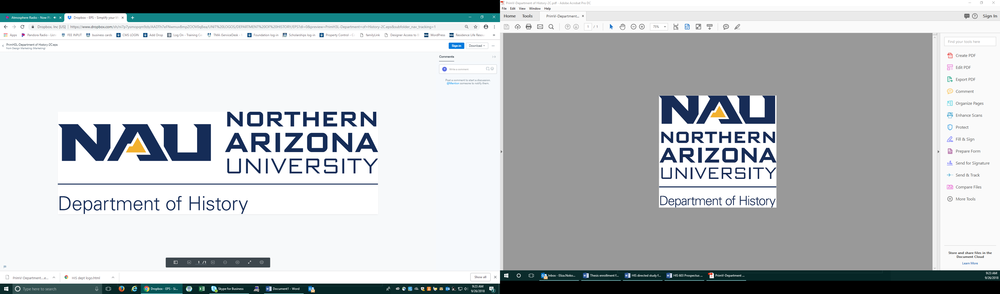 Atmosphere Radio - Now Pla
Dropbox - EPS - Simplify your life
Dropbox, Inc [US] | https://www.dropbox.com/sh/ni7p7ysmopqm9zb/AADTh7eFNwmuvBmpZOOV0qBea/UNIT%20LOGOS/DEPARTMENT%20OF%20HISTORY/EPS?dl=0&preview=PrimH3L-Department+of+History-2C.eps&subfolder_nav_tracking=1
Apps Pandora Radio - Liste FEE INPUT business cards CMS LOGIN Add Drop Log On - Training Ce TMA iServiceDesk - Foundation log-in Scholarships log-in Property Control - Co familyLink Designer Access to B WordPress Residence Life Resou »
PrimH3L-Department of History-2C.eps
from Design Marketing (Marketing)
Sign in Download
Comments
Write a comment
Post a comment to start a discussion.
@Mention someone to notify them.
NAU
NORTHERN
ARIZONA
UNIVERSITY
Department of History
1 / 1
PrimV-Department....e...
HIS dept logo.html
Show all
Type here to search
Dropbox - EPS - Si...
Skype for Business
Document1 - Word
9:23 AM
9/26/2018
2
PrimV-Department of History-2C.pdf - Adobe Acrobat Pro DC
File Edit View Window Help
Home Tools PrimV-Department... × Sign In
1 / 1 75%
NAU
NORTHERN
ARIZONA
UNIVERSITY
Department of History
Find your tools here
Create PDF
Edit PDF
Export PDF
Comment
Organize Pages
Enhance Scans
Protect
Fill & Sign
Prepare Form
Send for Signature
Send & Track
Compare Files
More Tools
Store and share files in the
Document Cloud
Learn More
Inbox - Eliza.Noko...
Thesis enrollment f...
HIS directed study f...
HIS 603 Prospectus ...
PrimV-Department ...
9:23 AM
9/26/2018